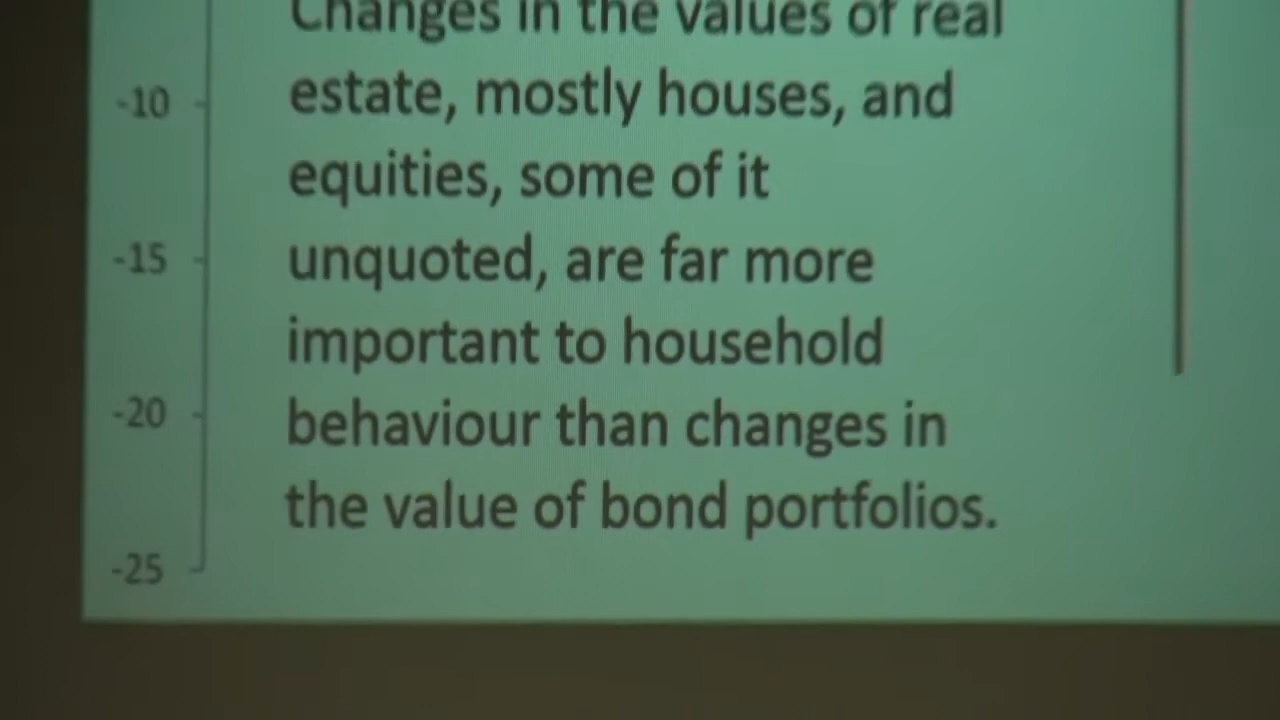 Changes in the values of real
estate, mostly houses, and
equities, some of it
unquoted, are far more
important to household
behaviour than changes in
the value of bond portfolios.
-10
-15
-20
-25